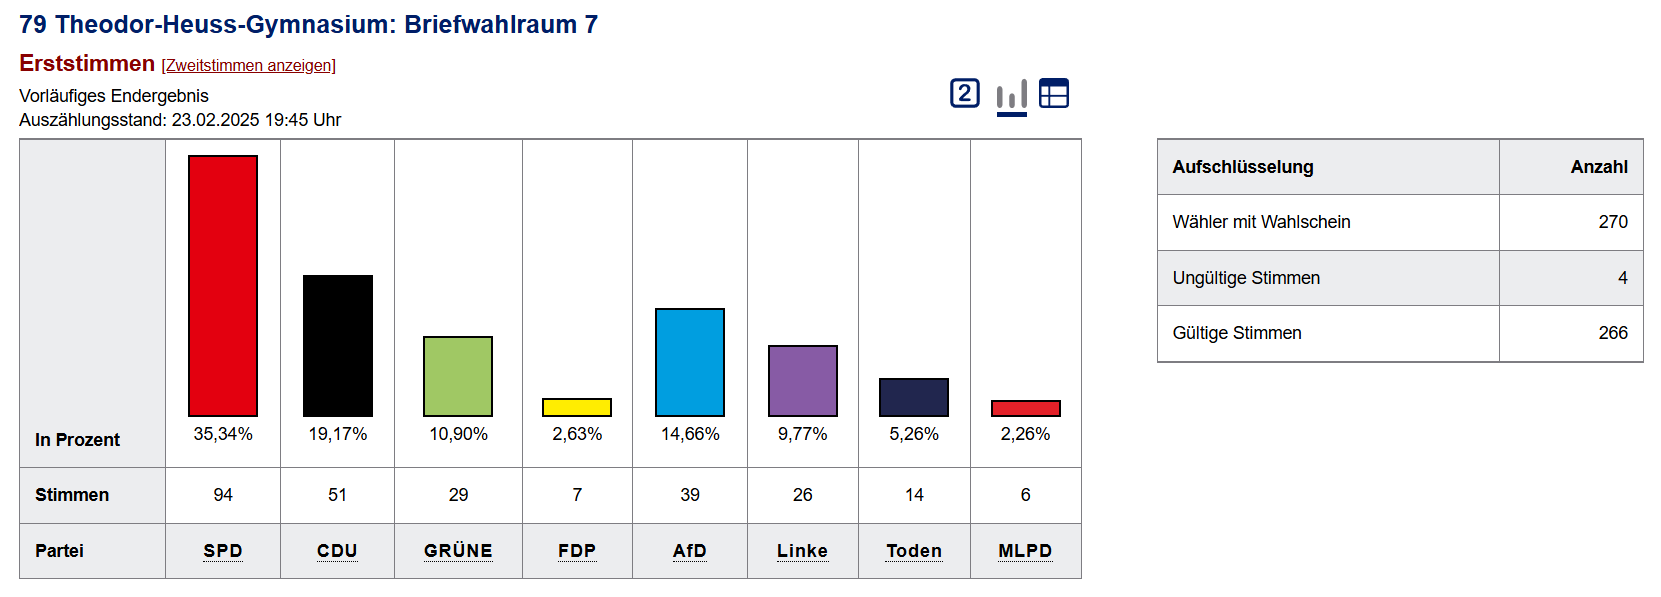 79 Theodor-Heuss-Gymnasium: Briefwahlraum 7
Erststimmen [Zweitstimmen anzeigen]
Vorläufiges Endergebnis
Auszählungsstand: 23.02.2025 19:45 Uhr
2
In Prozent 35,34% 19,17% 10,90% 2,63% 14,66% 9,77% 5,26% 2,26%
Stimmen 94 51 29 7 39 26 14 6
Partei SPD CDU GRÜNE FDP AfD Linke Toden MLPD
Aufschlüsselung Anzahl
Wähler mit Wahlschein 270
Ungültige Stimmen 4
Gültige Stimmen 266